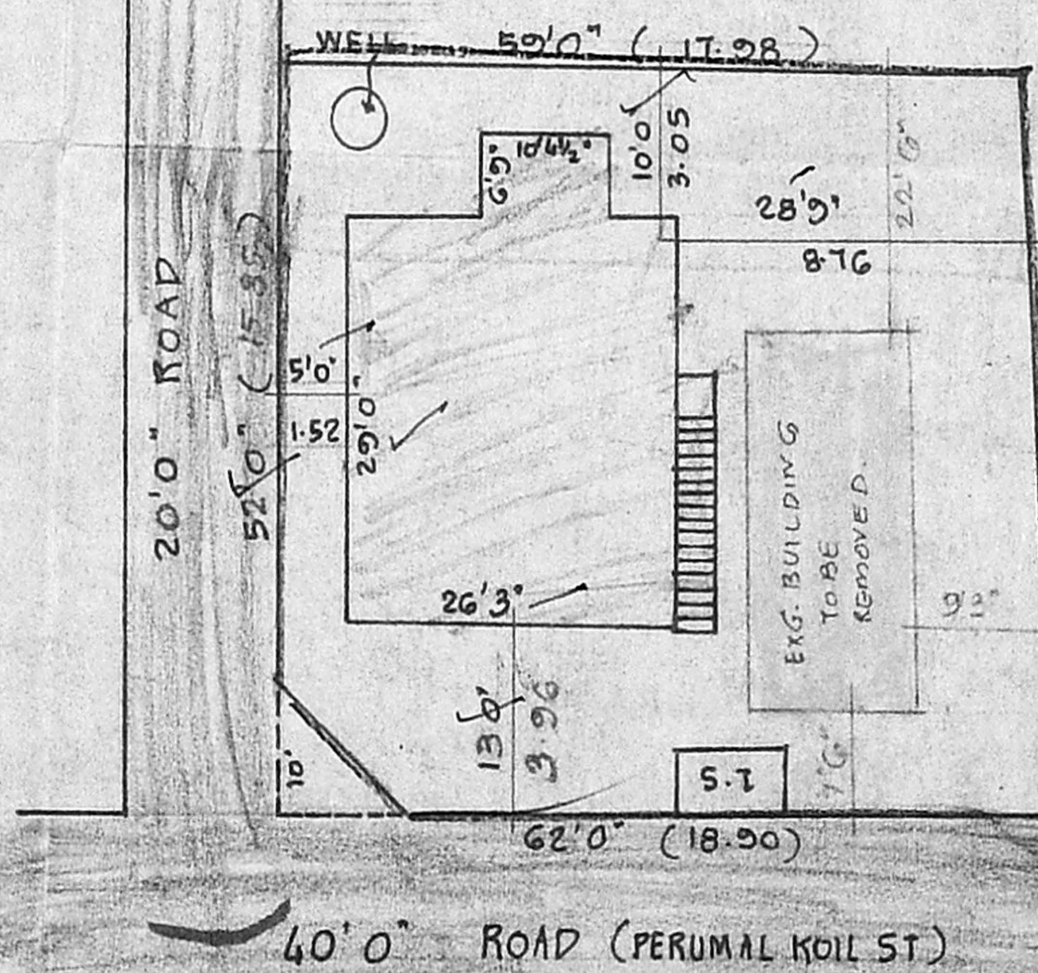 WELL
59'0" (17.98)
10'0
3.05
6'9"
10'4½"
28'9"
8.76
22'6"
20'0" ROAD
52'0" (15.85)
5'0"
1.52
29'0"
26'3"
EXG. BUILDING
TO BE
REMOVED
13'0"
3.96
10'
S.T
7'6"
62'0" (18.90)
40'0" ROAD (PERUMAL KOIL ST)